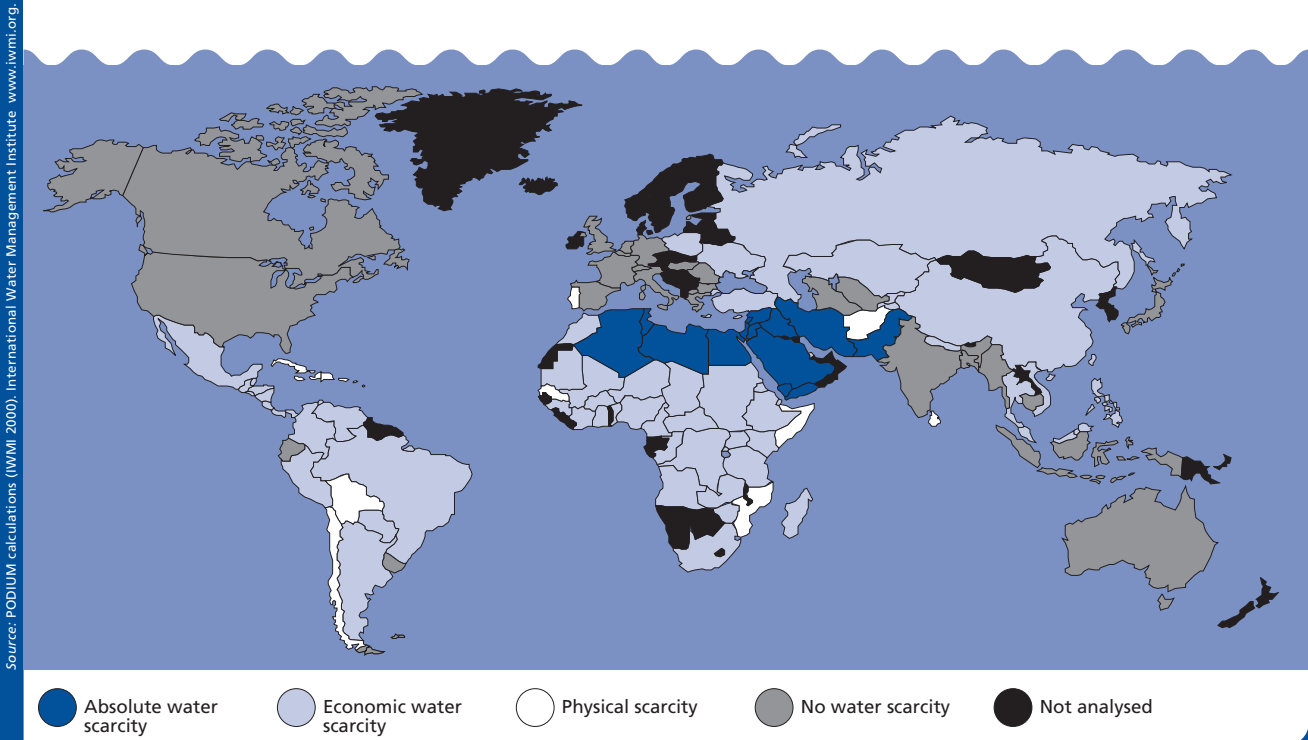 Source: PODIUM calculations (IWMI 2000). International Water Management Institute www.iwmi.org.
Absolute water
scarcity
Economic water
scarcity
Physical scarcity
No water scarcity
Not analysed